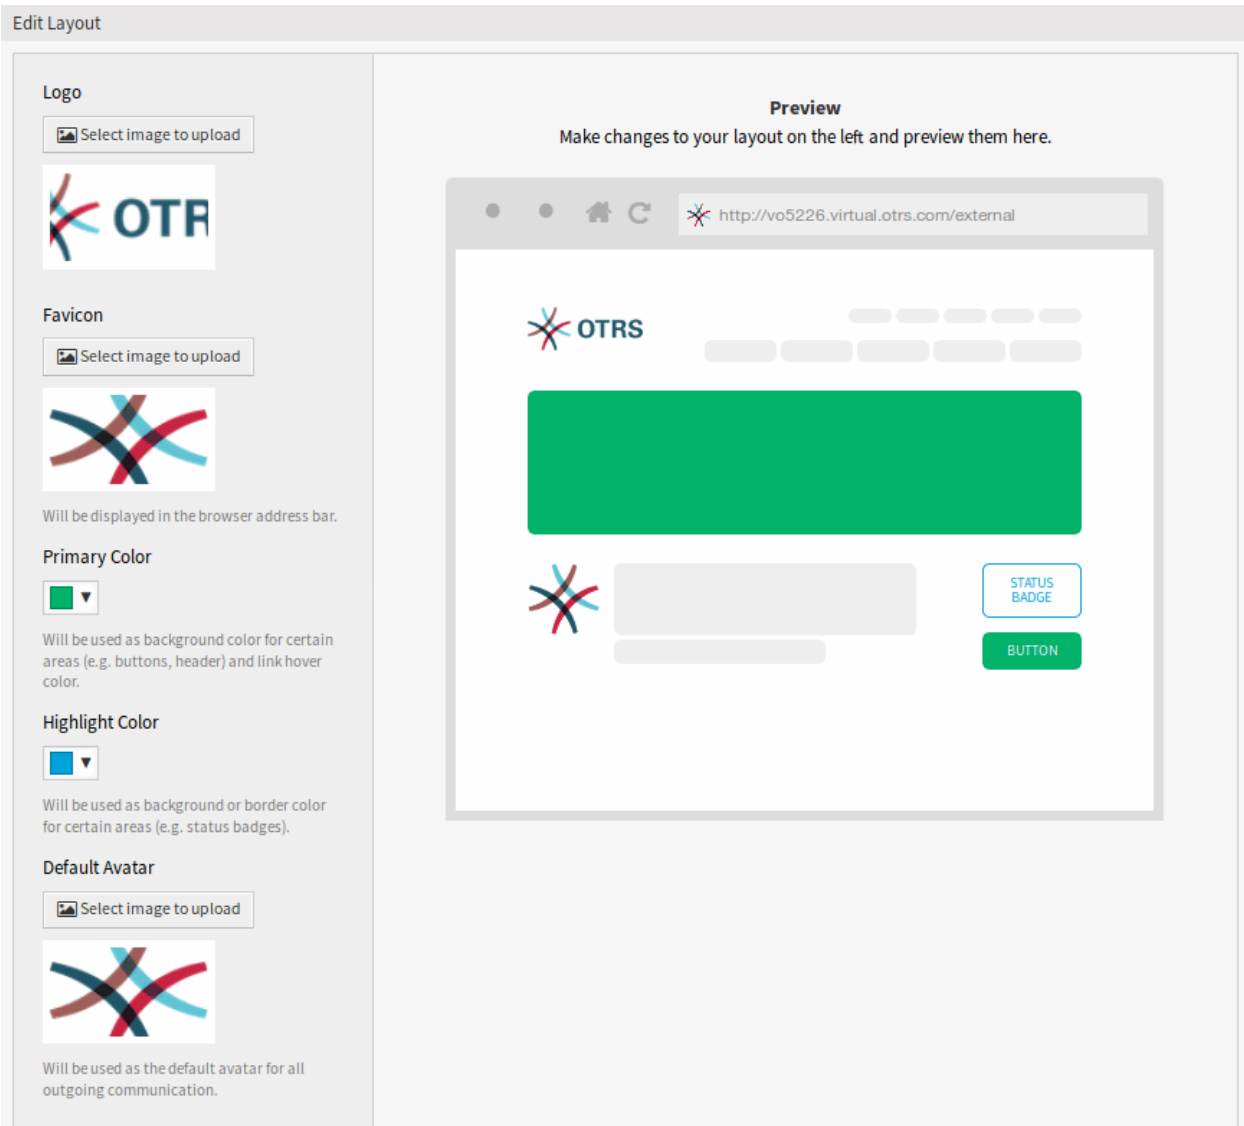 Edit Layout
Logo
Select image to upload
OTR
Favicon
Select image to upload
Will be displayed in the browser address bar.
Primary Color
Will be used as background color for certain
areas (e.g. buttons, header) and link hover
color.
Highlight Color
Will be used as background or border color
for certain areas (e.g. status badges).
Default Avatar
Select image to upload
Will be used as the default avatar for all
outgoing communication.
Preview
Make changes to your layout on the left and preview them here.
http://vo5226.virtual.otrs.com/external
OTRS
STATUS
BADGE
BUTTON